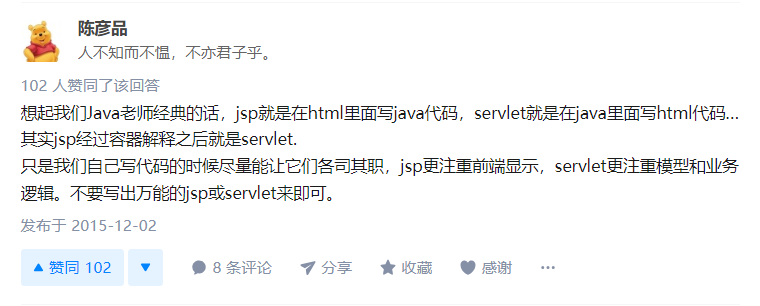 陈彦品
人不知而不愠，不亦君子乎。
102 人赞同了该回答
想起我们Java老师经典的话，jsp就是在html里面写java代码，servlet就是在java里面写html代码...
其实jsp经过容器解释之后就是servlet.
只是我们自己写代码的时候尽量能让它们各司其职，jsp更注重前端显示，servlet更注重模型和业务
逻辑。不要写出万能的jsp或servlet来即可。
发布于 2015-12-02
赞同 102 8 条评论 分享 收藏 感谢 ···